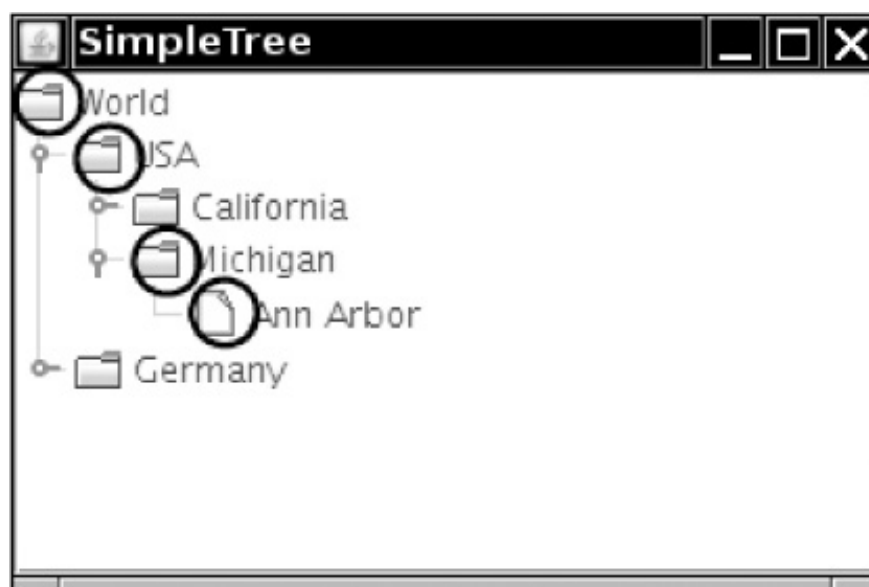 SimpleTree
World
USA
California
Michigan
Ann Arbor
Germany